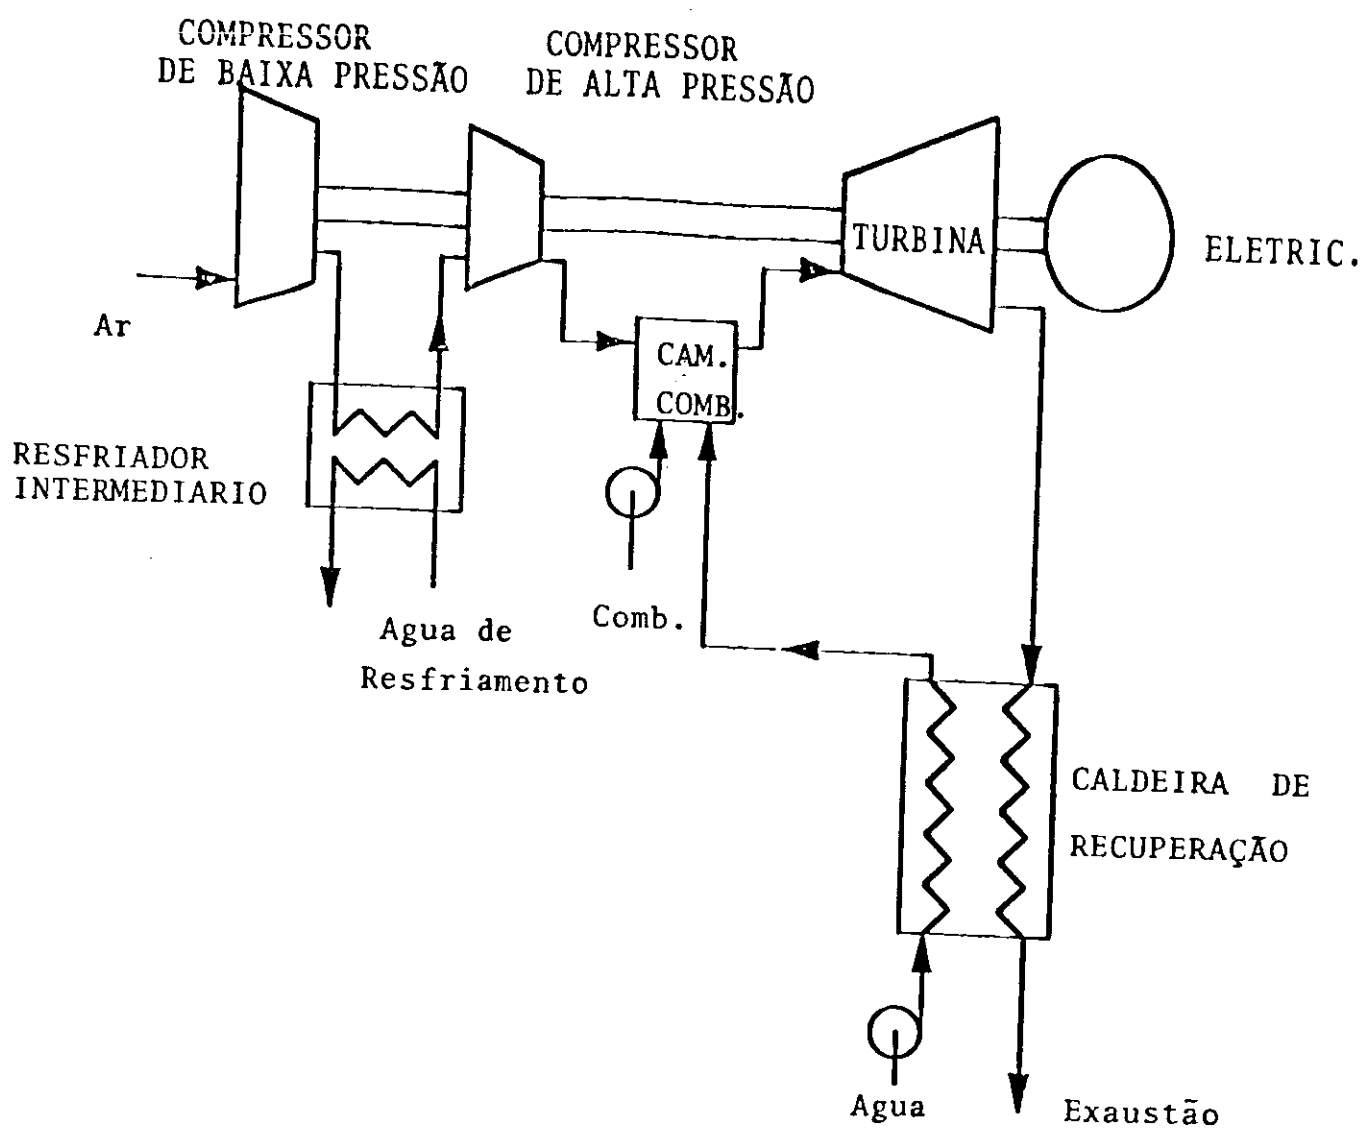 COMPRESSOR
DE BAIXA PRESSÃO
COMPRESSOR
DE ALTA PRESSÃO
TURBINA
ELETRIC.
Ar
CAM.
COMB.
RESFRIADOR
INTERMEDIARIO
Agua de
Resfriamento
Comb.
CALDEIRA DE
RECUPERAÇÃO
Agua
Exaustão